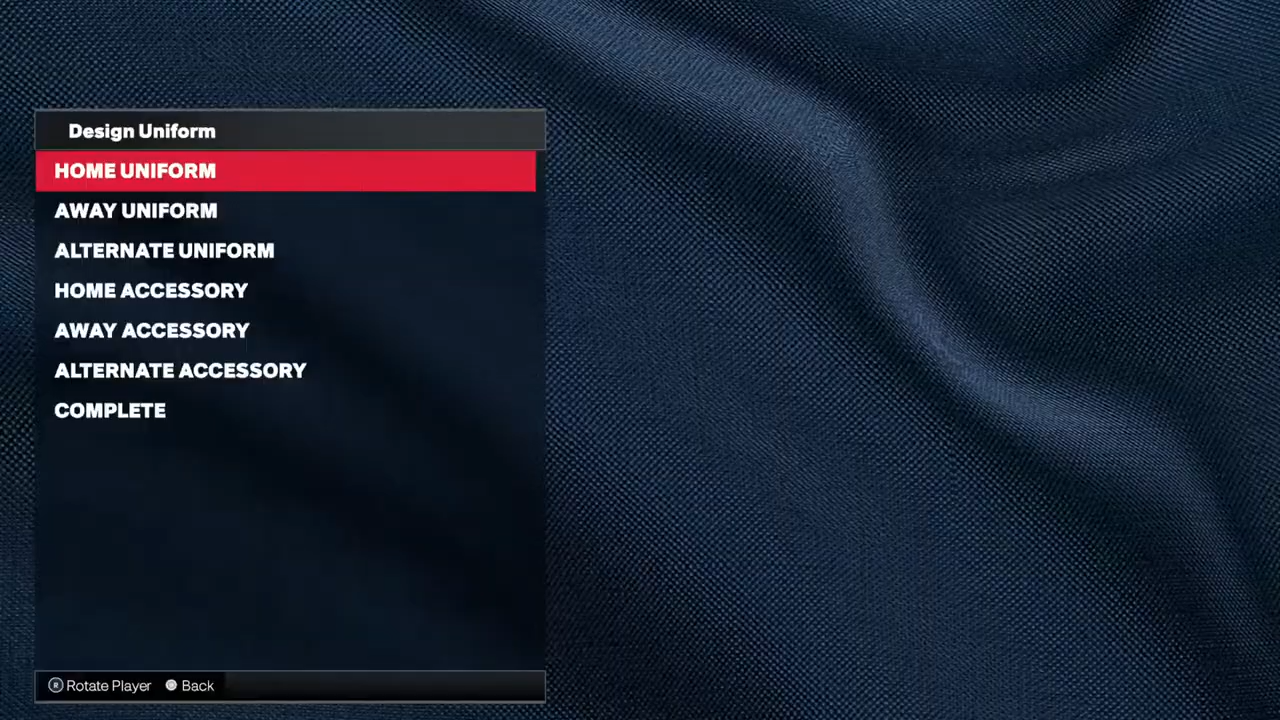 Design Uniform
HOME UNIFORM
AWAY UNIFORM
ALTERNATE UNIFORM
HOME ACCESSORY
AWAY ACCESSORY
ALTERNATE ACCESSORY
COMPLETE
R Rotate Player Back